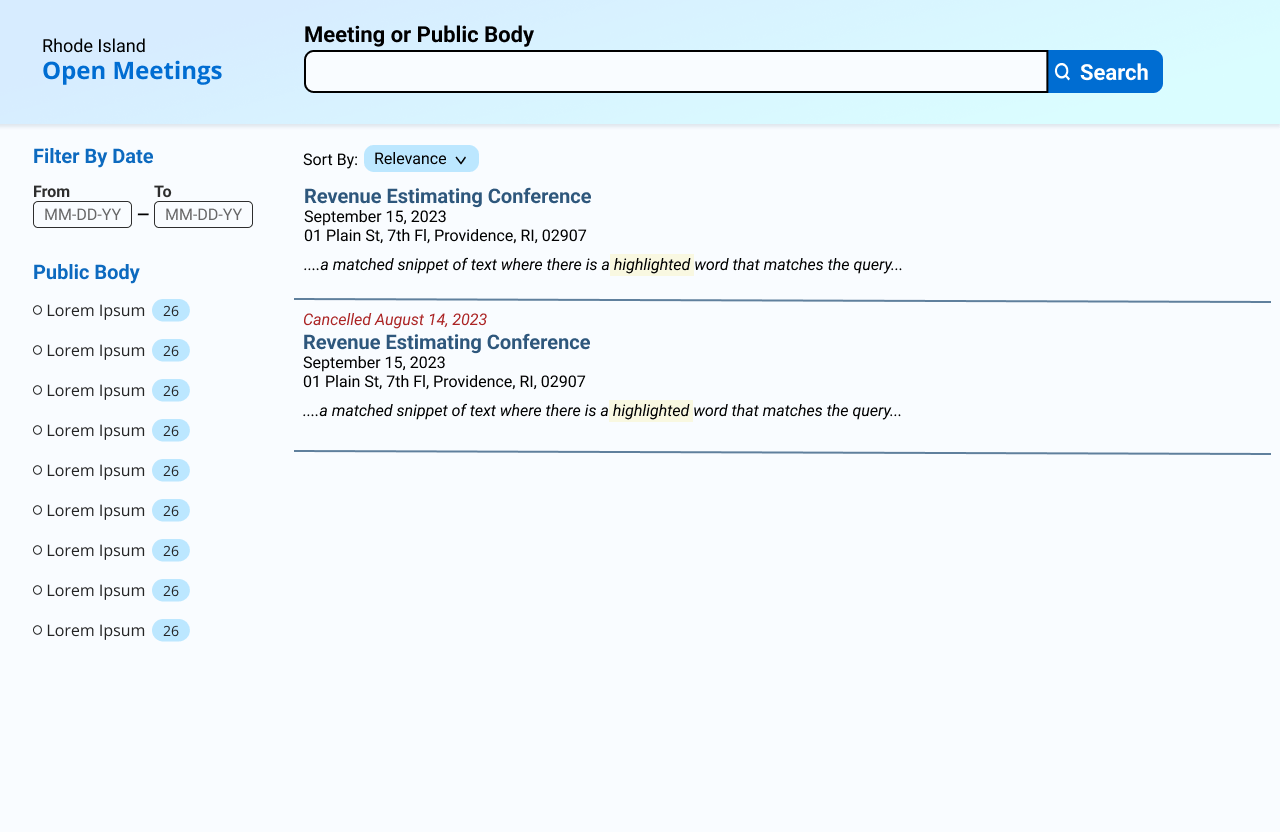 Rhode Island
Open Meetings
Meeting or Public Body
Search
Filter By Date
From To
MM-DD-YY – MM-DD-YY
Public Body
Lorem Ipsum 26
Lorem Ipsum 26
Lorem Ipsum 26
Lorem Ipsum 26
Lorem Ipsum 26
Lorem Ipsum 26
Lorem Ipsum 26
Lorem Ipsum 26
Lorem Ipsum 26
Sort By: Relevance
Revenue Estimating Conference
September 15, 2023
01 Plain St, 7th Fl, Providence, RI, 02907
....a matched snippet of text where there is a highlighted word that matches the query...
Cancelled August 14, 2023
Revenue Estimating Conference
September 15, 2023
01 Plain St, 7th Fl, Providence, RI, 02907
....a matched snippet of text where there is a highlighted word that matches the query...